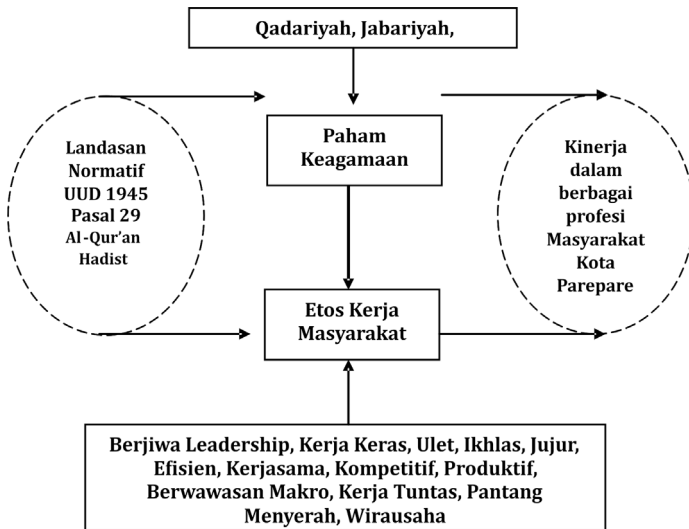 Qadariyah, Jabariyah,
Landasan
Normatif
UUD 1945
Pasal 29
Al-Qur'an
Hadist
Paham
Keagamaan
Kinerja
dalam
berbagai
profesi
Masyarakat
Kota
Parepare
Etos Kerja
Masyarakat
Berjiwa Leadership, Kerja Keras, Ulet, Ikhlas, Jujur,
Efisien, Kerjasama, Kompetitif, Produktif,
Berwawasan Makro, Kerja Tuntas, Pantang
Menyerah, Wirausaha